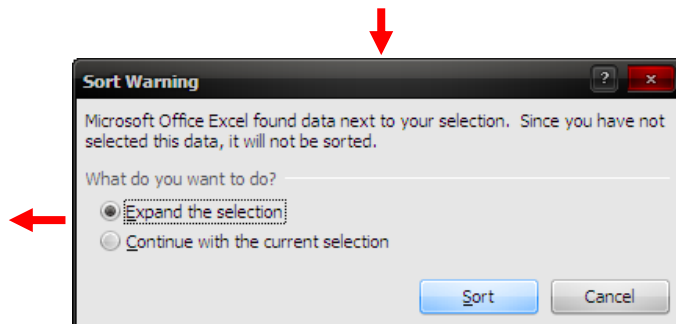 Sort Warning
?
x
Microsoft Office Excel found data next to your selection.  Since you have not
selected this data, it will not be sorted.
What do you want to do?
Expand the selection
Continue with the current selection
Sort
Cancel